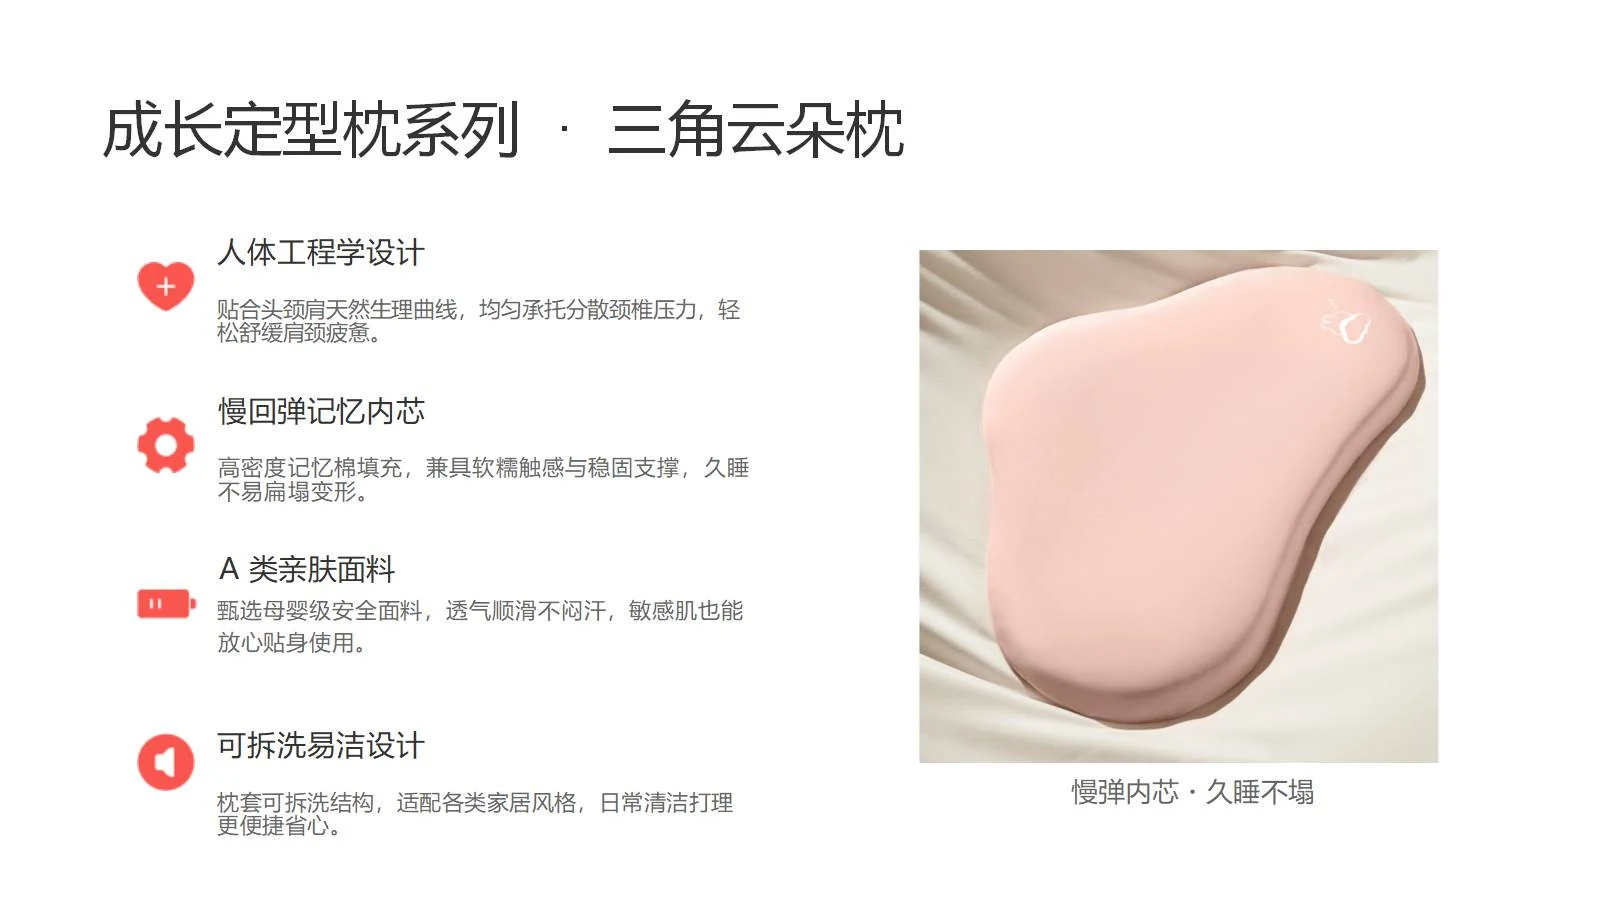 成长定型枕系列 · 三角云朵枕
人体工程学设计
贴合头颈肩天然生理曲线，均匀承托分散颈椎压力，轻
松舒缓肩颈疲惫。
慢回弹记忆内芯
高密度记忆棉填充，兼具软糯触感与稳固支撑，久睡
不易扁塌变形。
A 类亲肤面料
甄选母婴级安全面料，透气顺滑不闷汗，敏感肌也能
放心贴身使用。
可拆洗易洁设计
枕套可拆洗结构，适配各类家居风格，日常清洁打理
更便捷省心。
慢弹内芯 · 久睡不塌